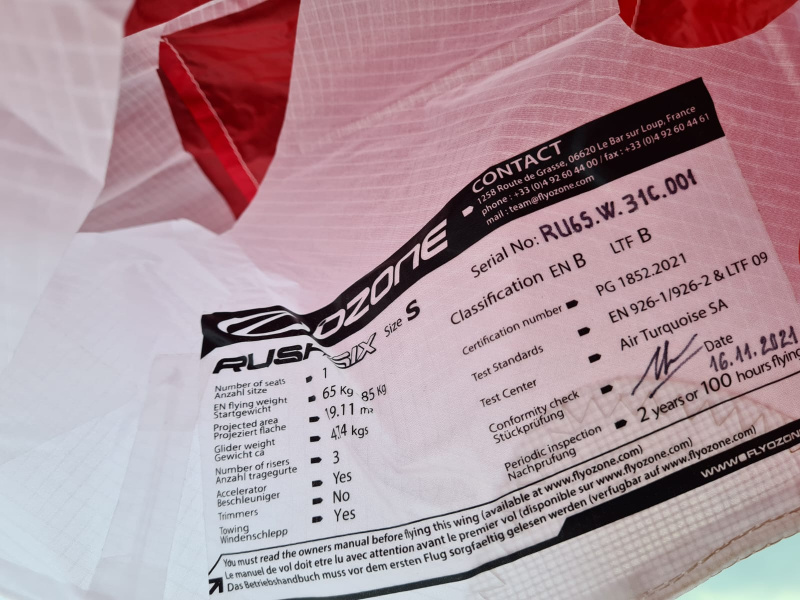 CONTACT
1258 Route de Grasse, 06620 Le Bar sur Loup, France
phone : +33 (0)4 92 60 44 00 / fax : +33 (0)4 92 60 44 61
mail : team@flyozone.com
OZONE
RUSH SIX Size S
Number of seats
Anzahl sitze
1
EN flying weight
Startgewicht
65 Kg 85 Kg
Projected area
Projeziert flache
19.11 m²
Glider weight
Gewicht ca
4.14 kgs
Number of risers
Anzahl tragegurte
3
Accelerator
Beschleuniger
Yes
Trimmers
No
Towing
Windenschlepp
Yes
Serial No: RU6S.W.31C.001
Classification EN B LTF B
Certification number PG 1852.2021
Test Standards EN 926-1/926-2 & LTF 09
Test Center Air Turquoise SA
Conformity check
Stückprüfung
Date
16.11.2021
Periodic inspection
Nachprüfung
2 years or 100 hours flying
You must read the owners manual before flying this wing (available at www.flyozone.com)
Le manuel de vol doit etre lu avec attention avant le premier vol (disponible sur www.flyozone.com)
Das Betriebshandbuch muss vor dem ersten Flug sorgfaeltig gelesen werden (verfugbar auf www.flyozone.com)